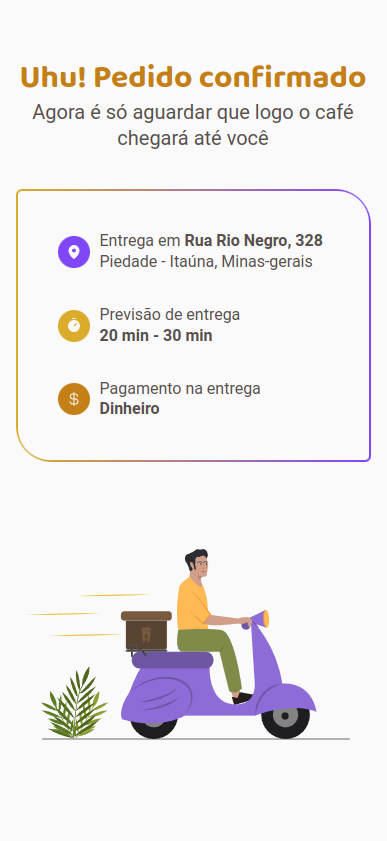 Uhu! Pedido confirmado
Agora é só aguardar que logo o café
chegará até você
Entrega em Rua Rio Negro, 328
Piedade - Itaúna, Minas-gerais
Previsão de entrega
20 min - 30 min
Pagamento na entrega
Dinheiro